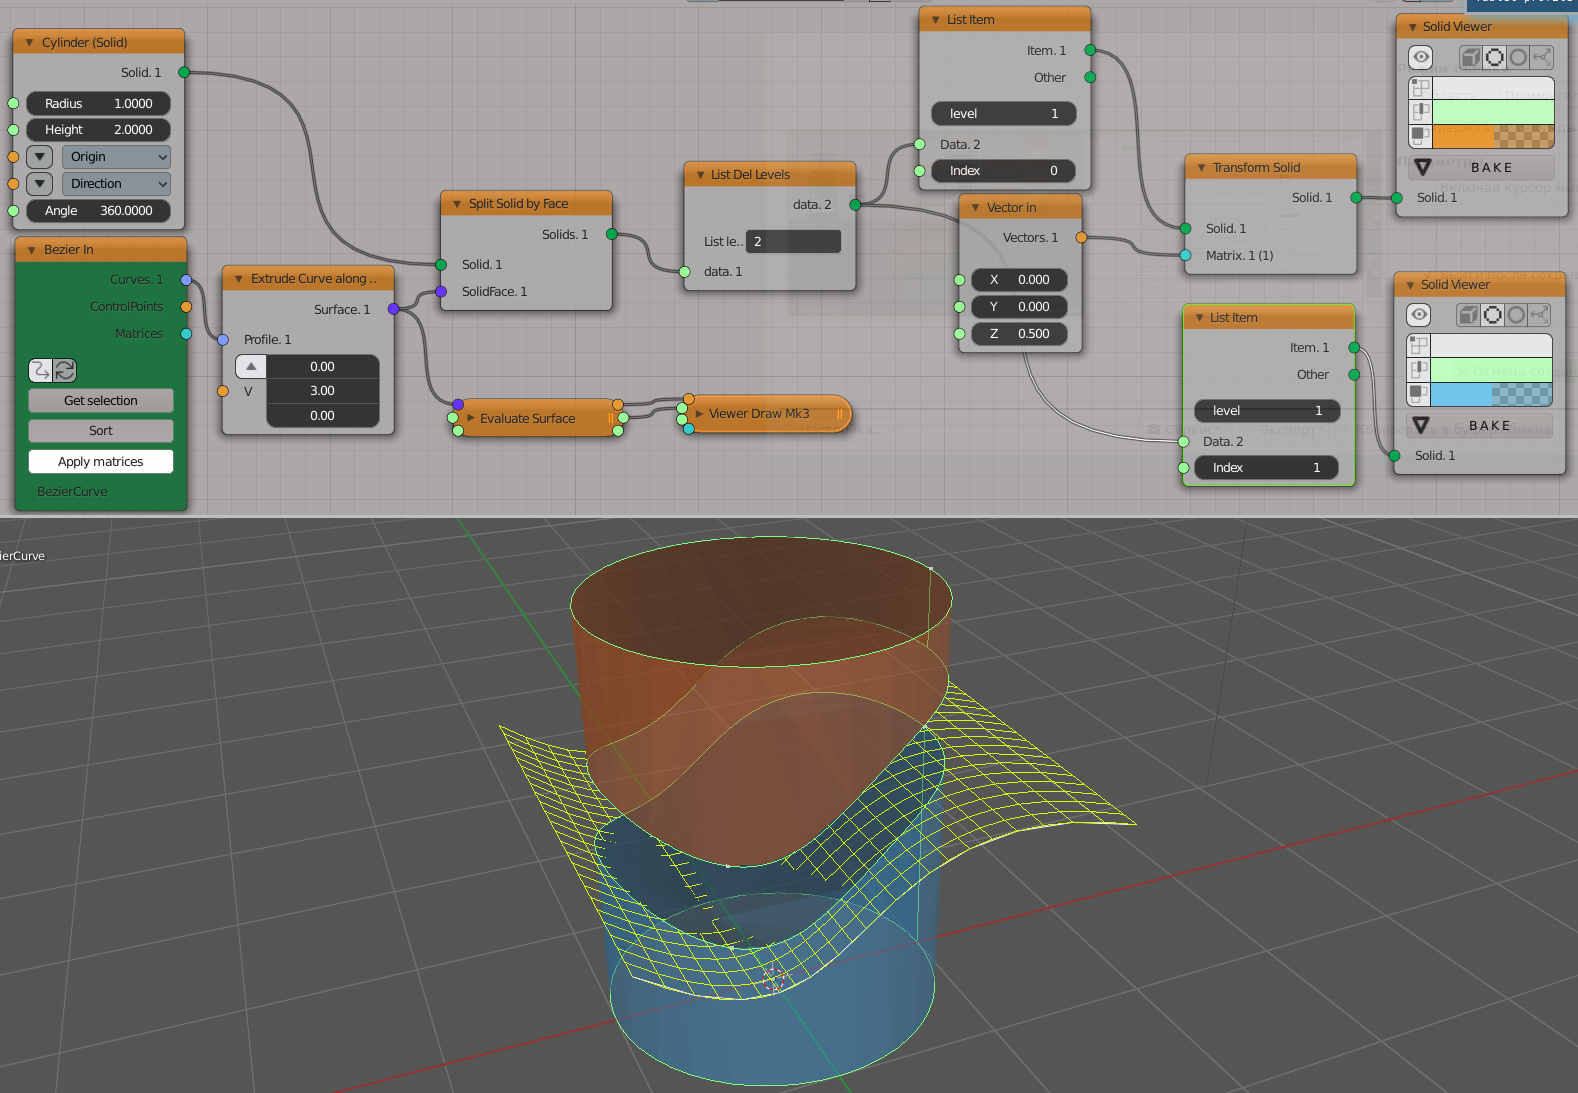 Cylinder (Solid)
Solid. 1
Radius 1.0000
Height 2.0000
Origin
Direction
Angle 360.0000
Bezier In
Curves. 1
ControlPoints
Matrices
Get selection
Sort
Apply matrices
BezierCurve
Extrude Curve along ..
Surface. 1
Profile. 1
0.00
V 3.00
0.00
Split Solid by Face
Solids. 1
Solid. 1
SolidFace. 1
Evaluate Surface
Viewer Draw Mk3
List Del Levels
data. 2
List le.. 2
data. 1
List Item
Item. 1
Other
level 1
Data. 2
Index 0
Vector in
Vectors. 1
X 0.000
Y 0.000
Z 0.500
Transform Solid
Solid. 1
Solid. 1
Matrix. 1 (1)
List Item
Item. 1
Other
level 1
Data. 2
Index 1
Solid Viewer
BAKE
Solid. 1
Solid Viewer
BAKE
Solid. 1
Настройка...
Сервис
Экспорт
ierCurve